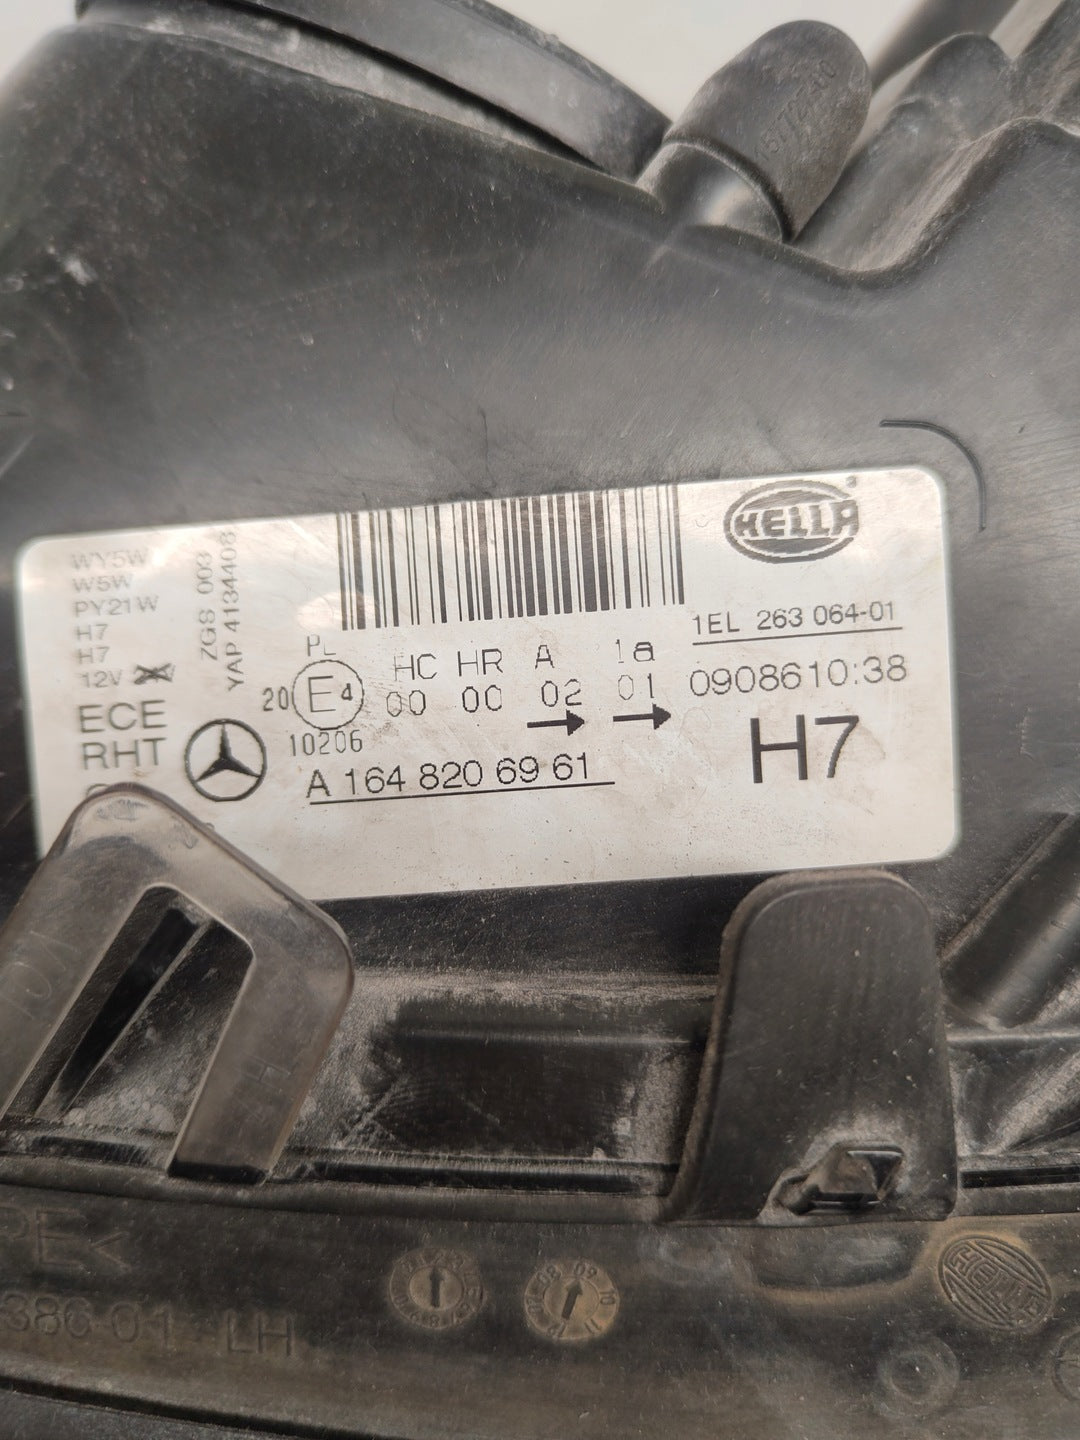 WY5W
W5W
PY21W
H7
H7
12V
ECE
RHT
ZGS 003
YAP 4134408
PL
20 E4
10206
HC HR A 1a
00 00 02 01
A 164 820 69 61
HELLA
1EL 263 064-01
0908610:38
H7
PE<
386-01 LH